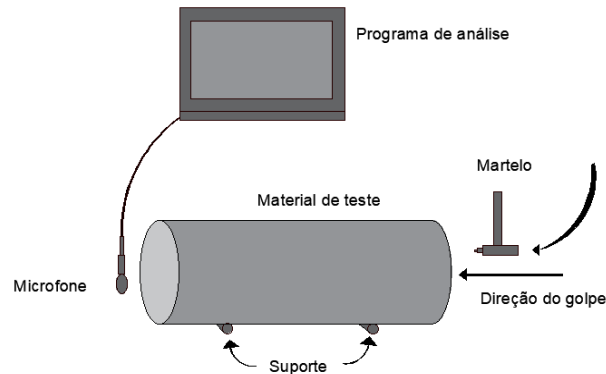 Programa de análise
Martelo
Material de teste
Microfone
Direção do golpe
Suporte